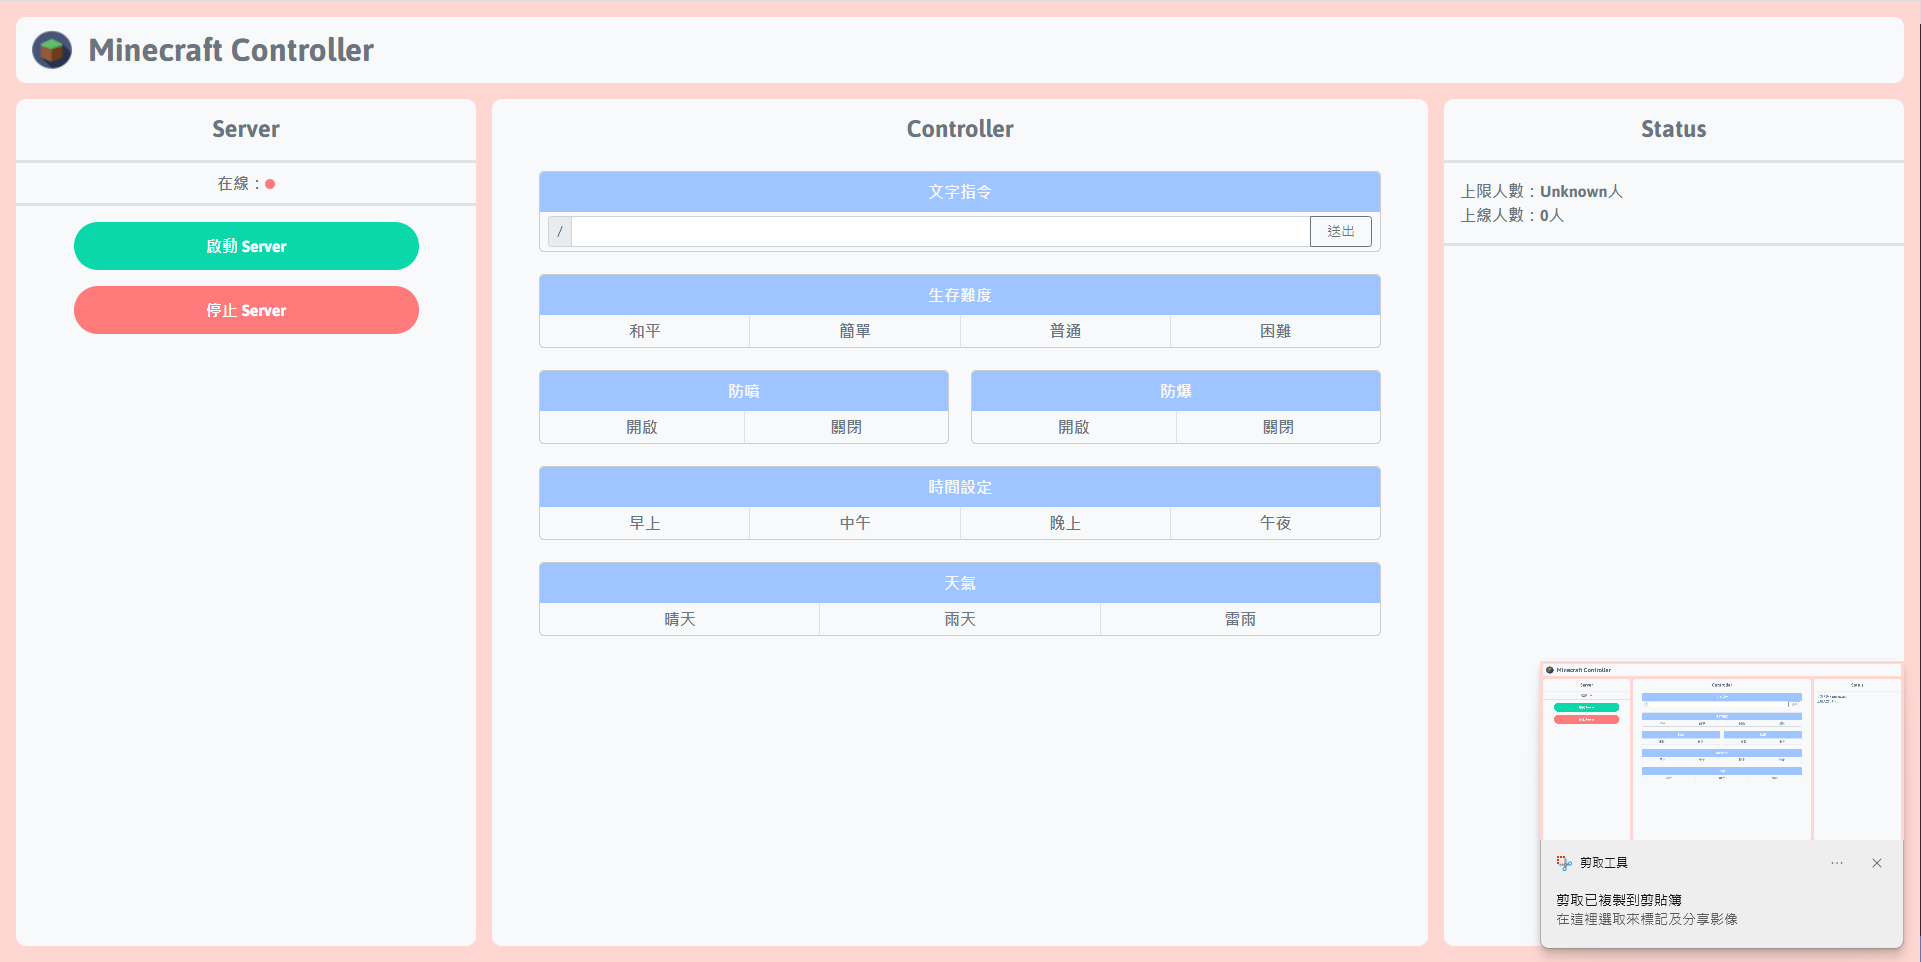 Minecraft Controller
Server
在線：
啟動 Server
停止 Server
Controller
文字指令
/
送出
生存難度
和平 簡單 普通 困難
防噴
開啟 關閉
防爆
開啟 關閉
時間設定
早上 中午 晚上 午夜
天氣
晴天 雨天 雷雨
Status
上限人數：Unknown人
上線人數：0人
Minecraft Controller
Server
Controller
Status
剪取工具
剪取已複製到剪貼簿
在這裡選取來標記及分享影像